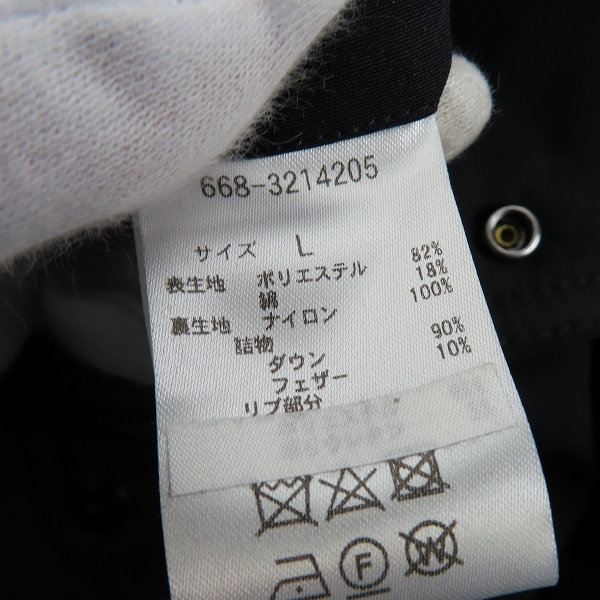 668-3214205
サイズ L
表生地 ポリエステル 82%
綿 18%
裏生地 ナイロン 100%
詰物
ダウン 90%
フェザー 10%
リブ部分
F
W